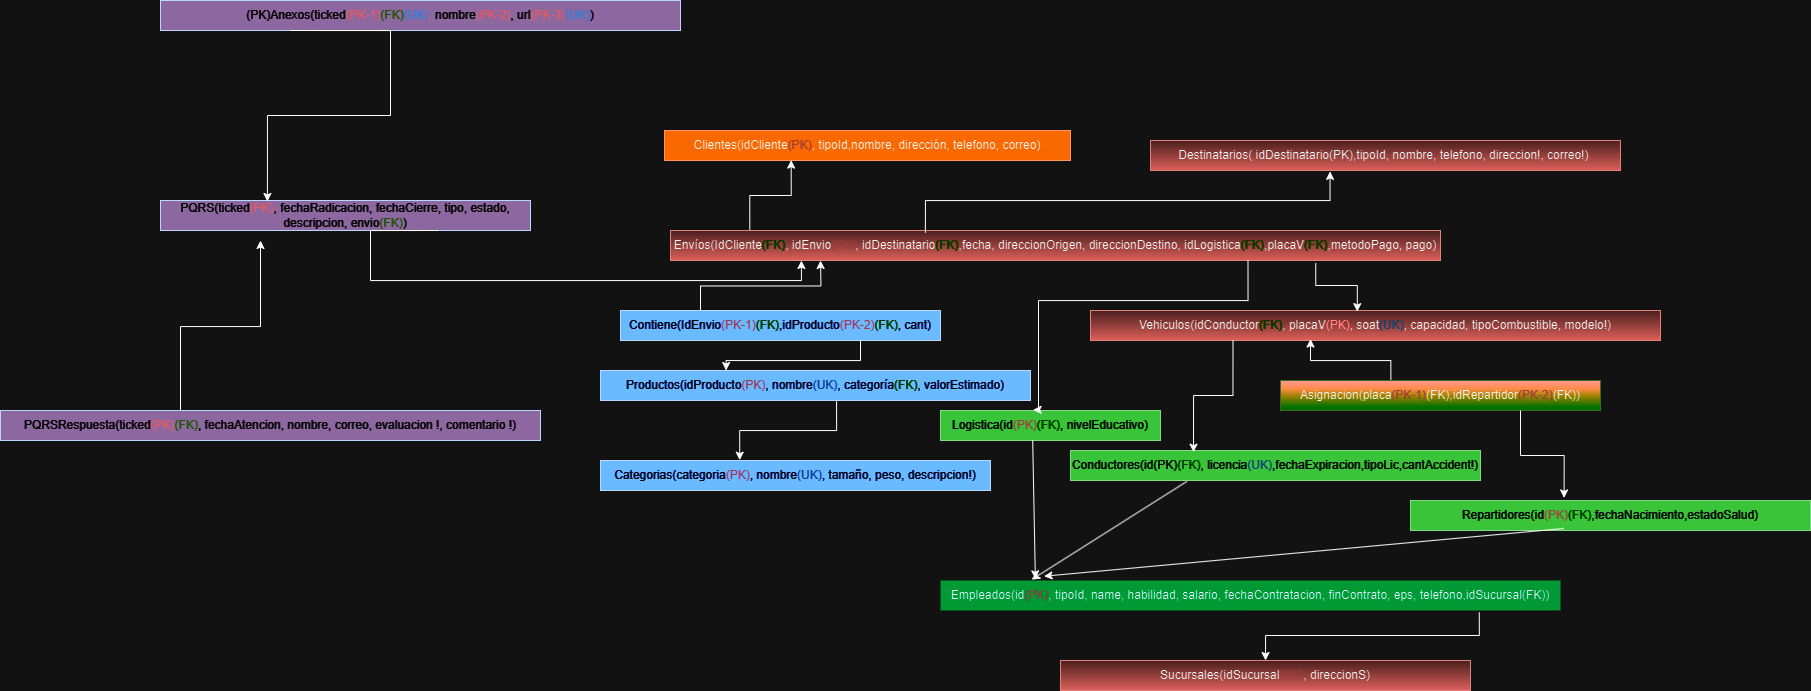 (PK)Anexos(ticked(PK-1)(FK)(UK) nombre(PK-2), url(PK-3)(UK))
Clientes(idCliente(PK), tipoId,nombre, dirección, telefono, correo)
Destinatarios( idDestinatario(PK),tipoId, nombre, telefono, direccion!, correo!)
PQRS(ticked(PK), fechaRadicacion, fechaCierre, tipo, estado,
descripcion, envio(FK))
Envíos(IdCliente(FK), idEnvio(PK), idDestinatario(FK),fecha, direccionOrigen, direccionDestino, idLogistica(FK),placaV(FK),metodoPago, pago)
Contiene(IdEnvio(PK-1)(FK),idProducto(PK-2)(FK), cant)
Vehiculos(idConductor(FK), placaV(PK), soat(UK), capacidad, tipoCombustible, modelo!)
Productos(idProducto(PK), nombre(UK), categoría(FK), valorEstimado)
Asignacion(placa(PK-1)(FK),idRepartidor(PK-2)(FK))
PQRSRespuesta(ticked(PK)(FK), fechaAtencion, nombre, correo, evaluacion !, comentario !)
Logistica(id(PK)(FK), nivelEducativo)
Conductores(id(PK)(FK), licencia(UK),fechaExpiracion,tipoLic,cantAccident!)
Categorias(categoria(PK), nombre(UK), tamaño, peso, descripcion!)
Repartidores(id(PK)(FK),fechaNacimiento,estadoSalud)
Empleados(id(PK), tipoId, name, habilidad, salario, fechaContratacion, finContrato, eps, telefono,idSucursal(FK))
Sucursales(idSucursal(PK), direccionS)